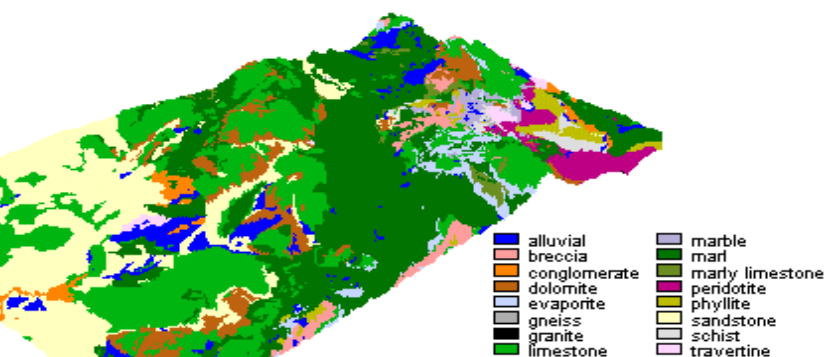 alluvial
breccia
conglomerate
dolomite
evaporite
gneiss
granite
limestone
marble
marl
marly limestone
peridotite
phyllite
sandstone
schist
travertine